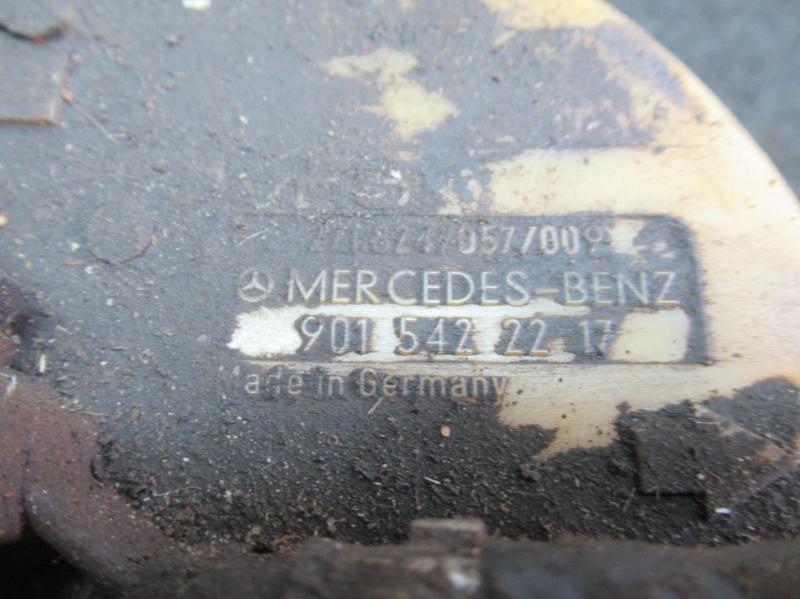 MERCEDES-BENZ
901 542 22 17
Made in Germany